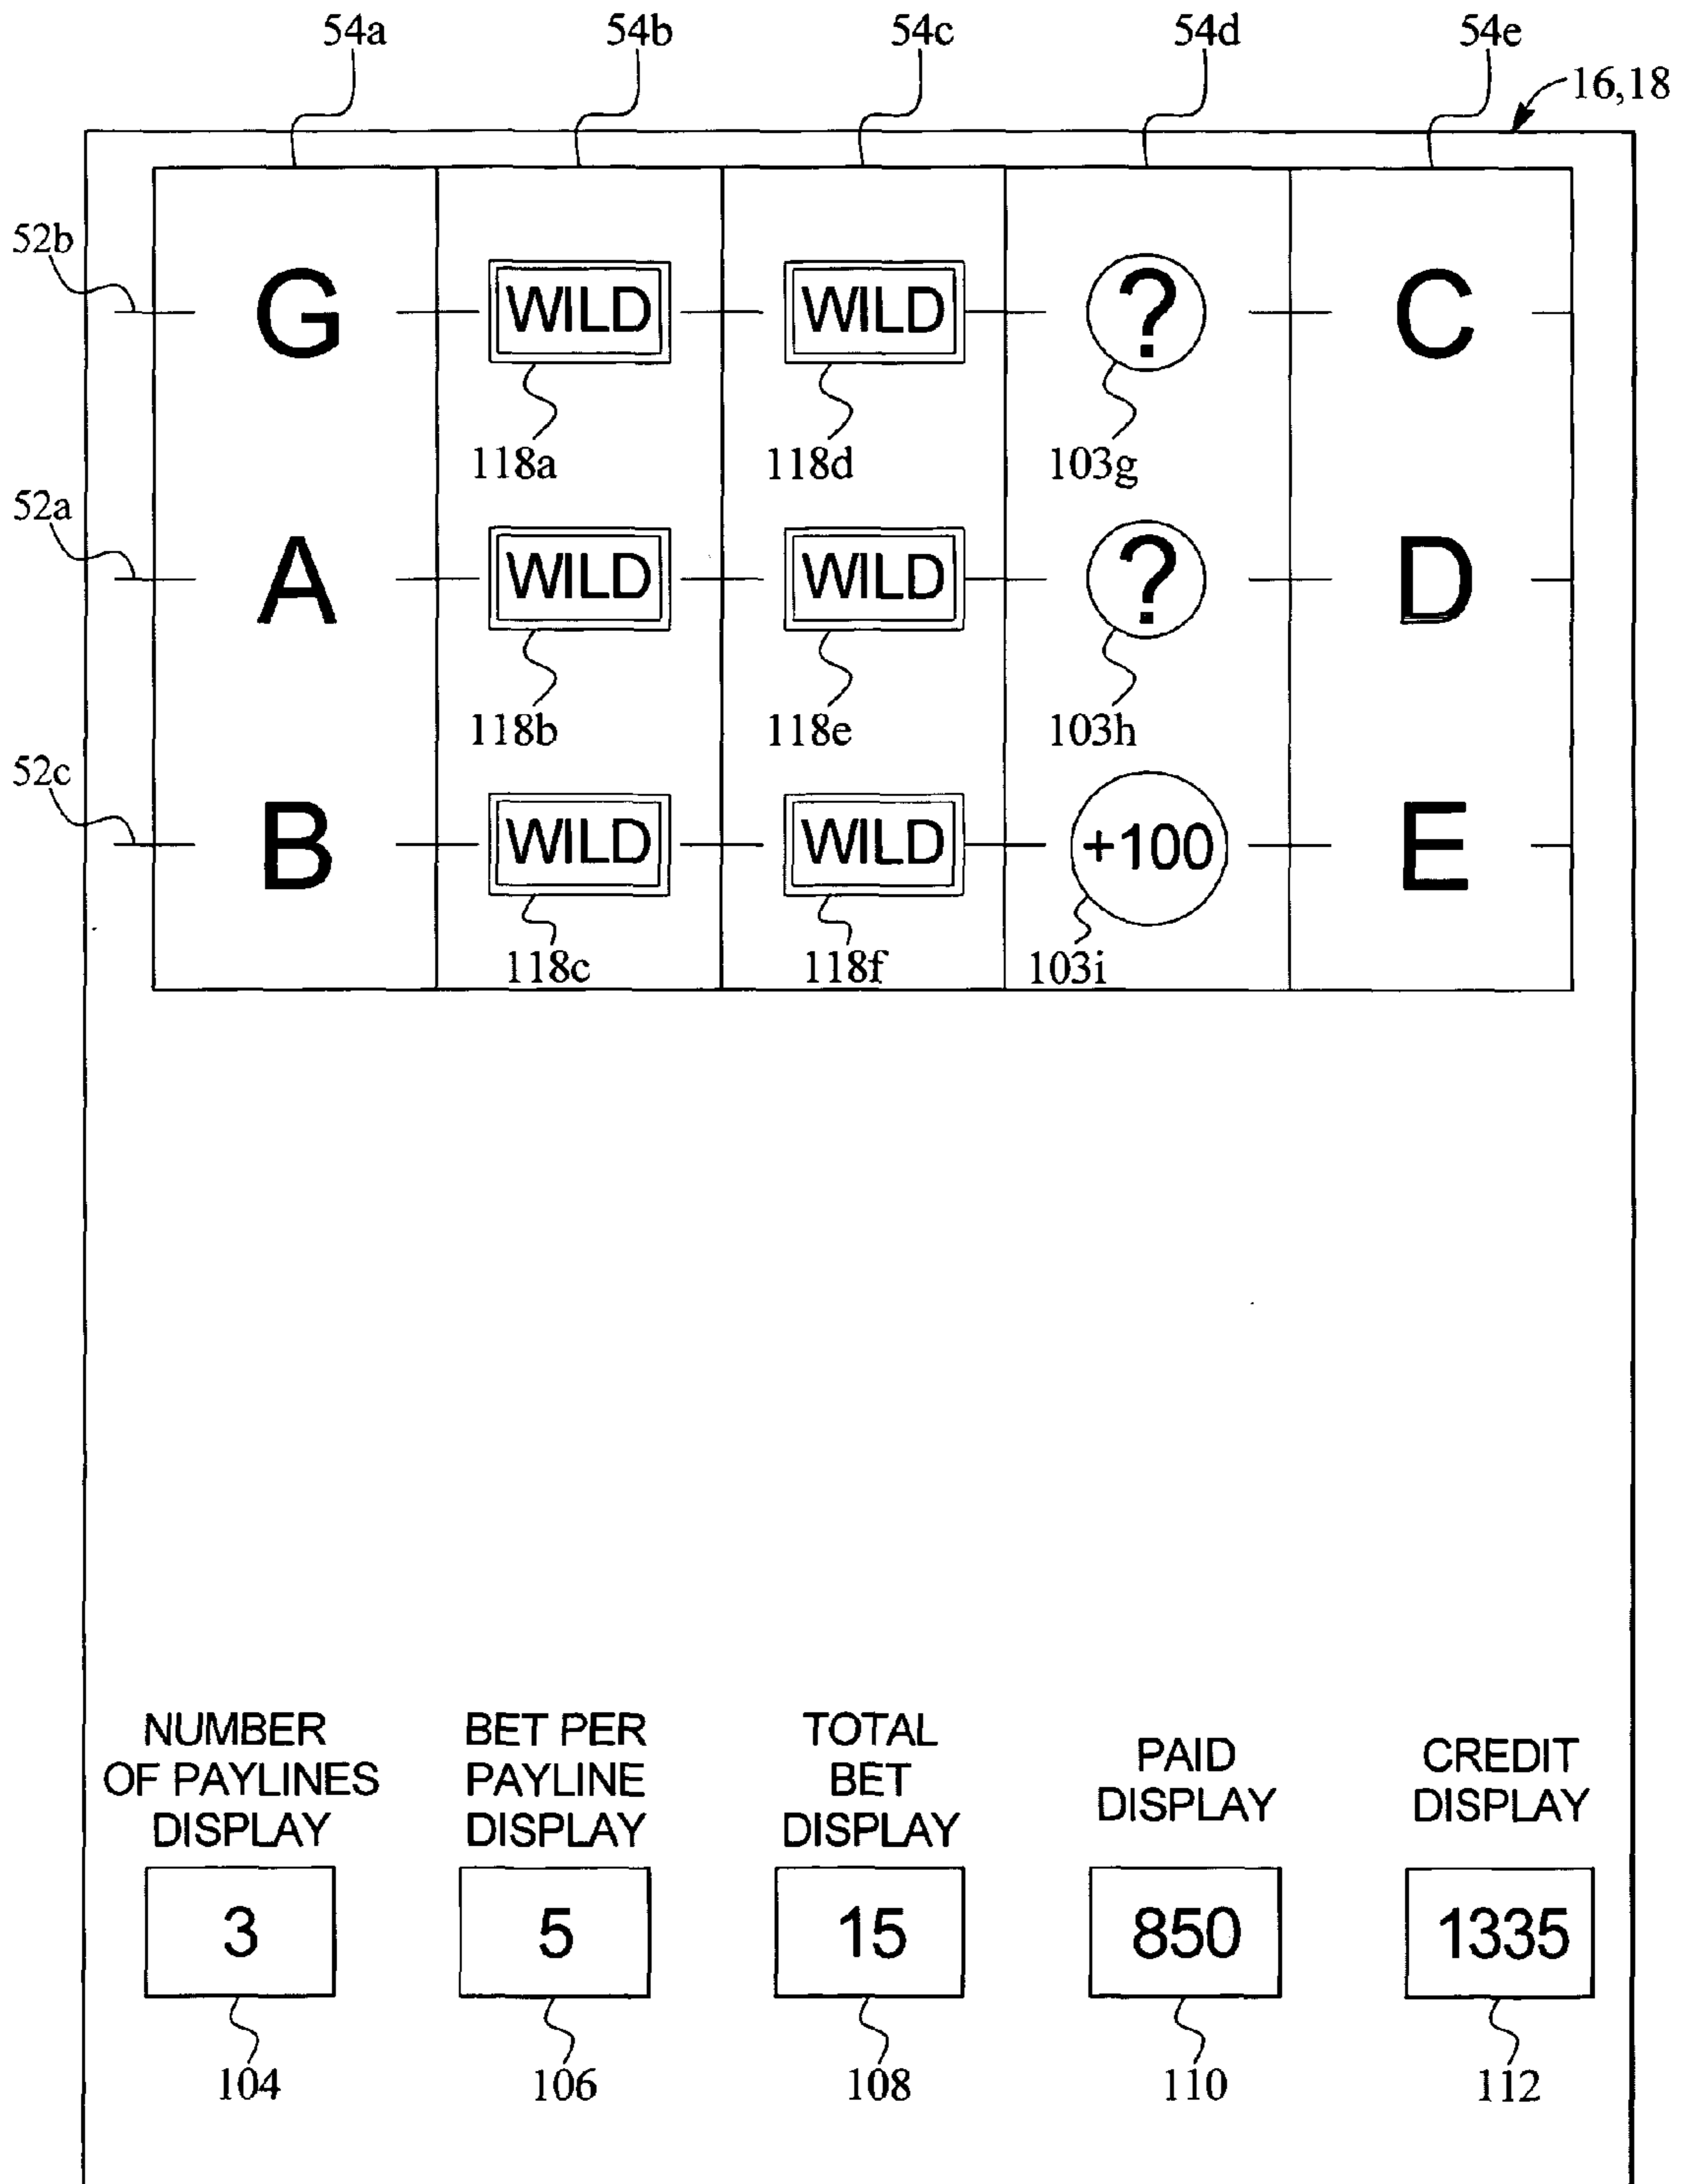 54a 54b 54c 54d 54e
16,18
52b
G WILD WILD ? C
118a 118d 103g
52a
A WILD WILD ? D
118b 118e 103h
52c
B WILD WILD +100 E
118c 118f 103i
NUMBER
OF PAYLINES
DISPLAY
3
104
BET PER
PAYLINE
DISPLAY
5
106
TOTAL
BET
DISPLAY
15
108
PAID
DISPLAY
850
110
CREDIT
DISPLAY
1335
112